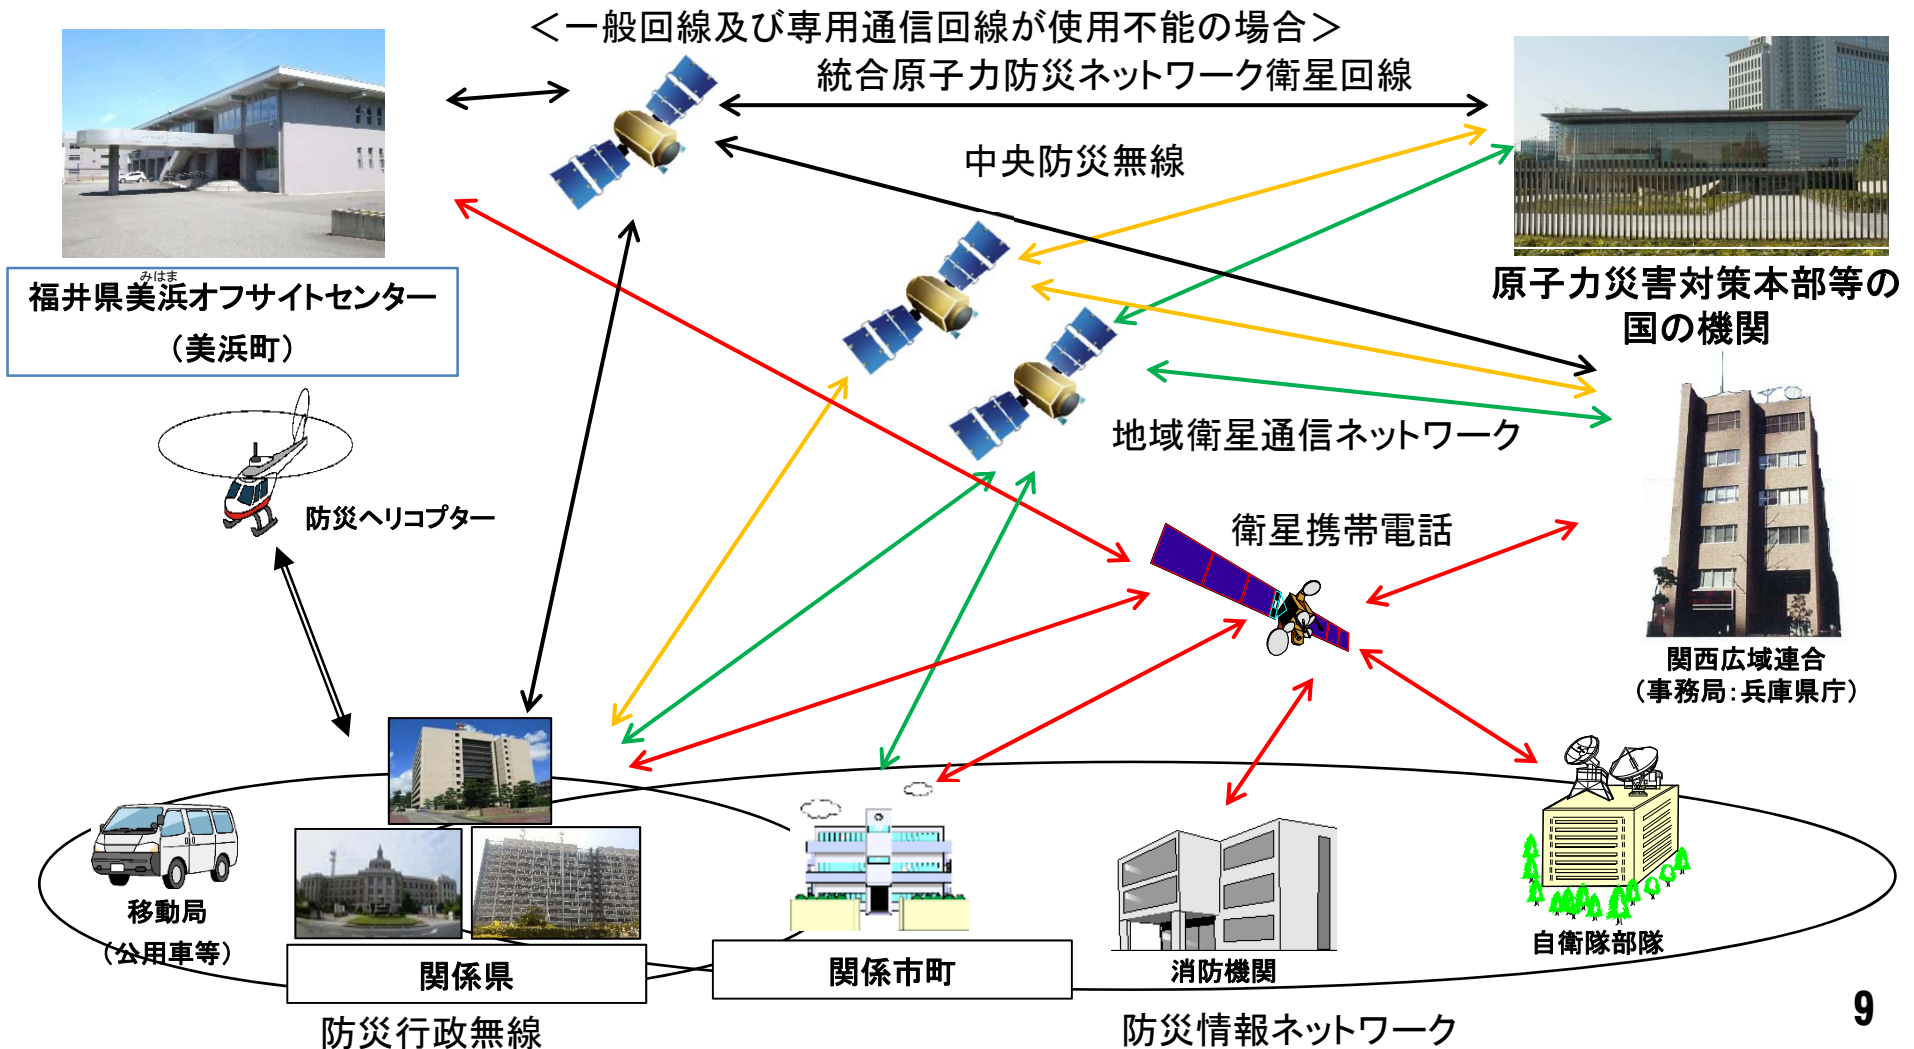 ＜一般回線及び専用通信回線が使用不能の場合＞
統合原子力防災ネットワーク衛星回線
中央防災無線
みはま
福井県美浜オフサイトセンター
（美浜町）
原子力災害対策本部等の
国の機関
地域衛星通信ネットワーク
防災ヘリコプター
衛星携帯電話
関西広域連合
（事務局：兵庫県庁）
移動局
（公用車等）
関係県
関係市町
消防機関
自衛隊部隊
防災行政無線
防災情報ネットワーク
9